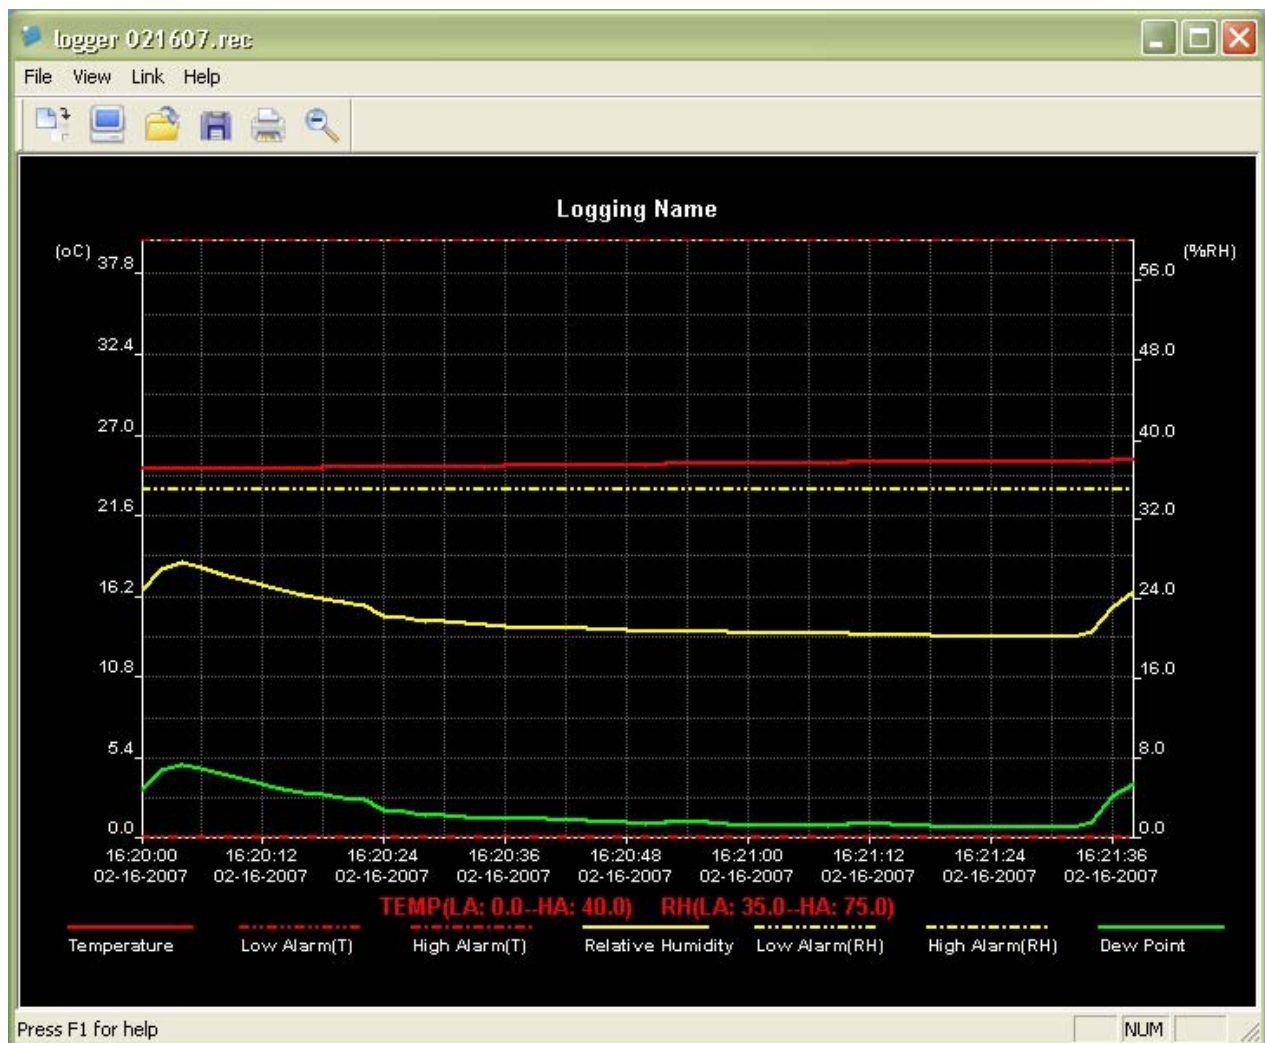 logger 021607.rec
File View Link Help
Logging Name
(oC)
(%RH)
37.8
56.0
32.4
48.0
27.0
40.0
21.6
32.0
16.2
24.0
10.8
16.0
5.4
8.0
0.0
0.0
16:20:00 16:20:12 16:20:24 16:20:36 16:20:48 16:21:00 16:21:12 16:21:24 16:21:36
02-16-2007 02-16-2007 02-16-2007 02-16-2007 02-16-2007 02-16-2007 02-16-2007 02-16-2007 02-16-2007
TEMP(LA: 0.0--HA: 40.0) RH(LA: 35.0--HA: 75.0)
Temperature Low Alarm(T) High Alarm(T) Relative Humidity Low Alarm(RH) High Alarm(RH) Dew Point
Press F1 for help NUM